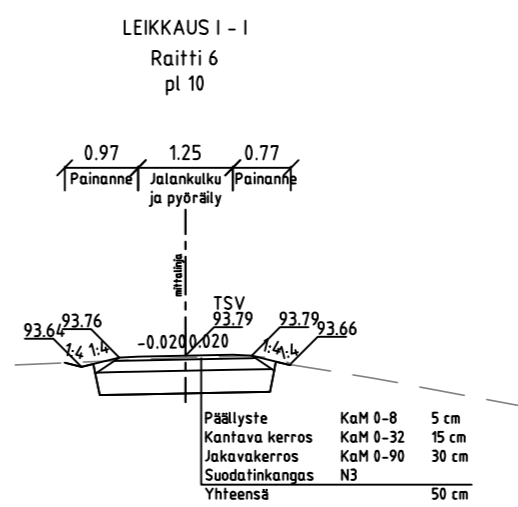 LEIKKAUS I - I
Raitti 6
pl 10
0.97 1.25 0.77
Painanne Jalankulku Painanne
ja pyöräily
mittalinja
TSV
93.64 93.76 93.79 93.79 93.66
-0.020 0.020
1:4 1:4 1:4 1:4
Päällyste KaM 0-8 5 cm
Kantava kerros KaM 0-32 15 cm
Jakavakerros KaM 0-90 30 cm
Suodatinkangas N3
Yhteensä 50 cm